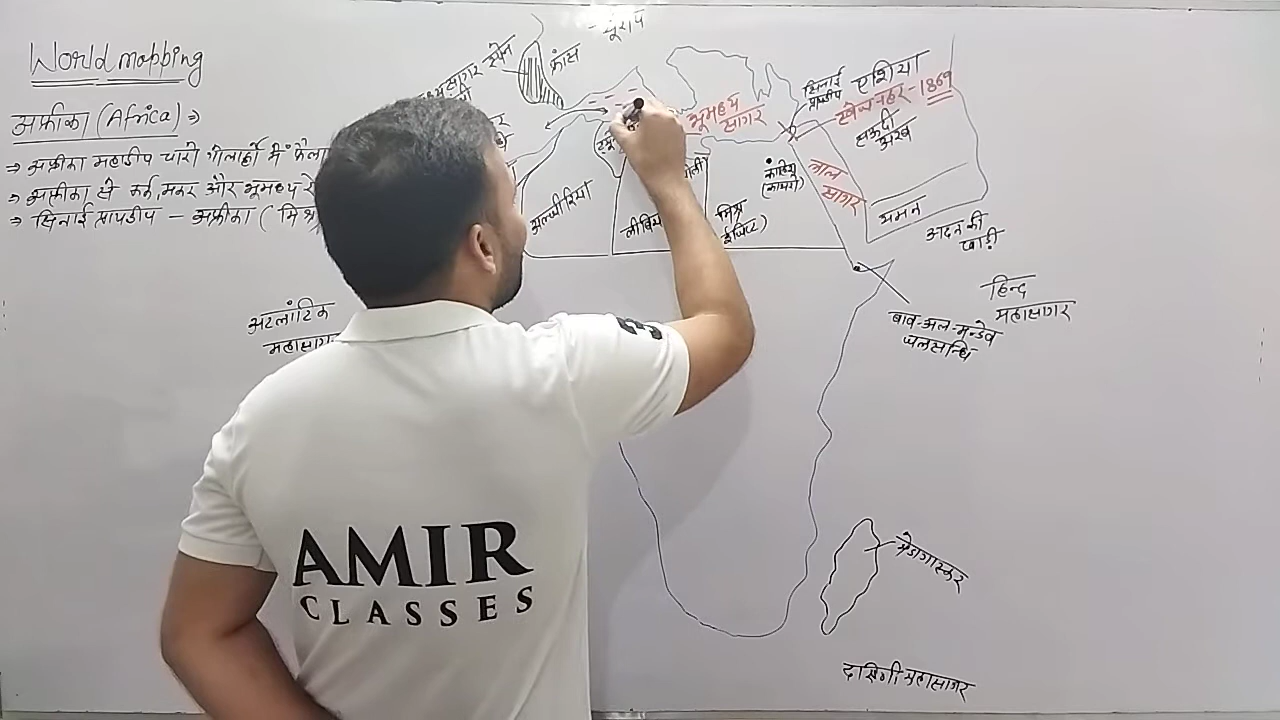 World mapping
अफ्रीका (Africa) ⇒
⇒ अफ्रीका महाद्वीप चारो गोलार्द्धो में फैला
⇒ अफ्रीका से कर्क, मकर और भूमध्य रे
⇒ सिनाई प्रायद्वीप - अफ्रीका ( मिश्र
- यूरोप
स्पेन
फ्रांस
सागर
भूमध्य
सागर
सिनाई
प्रायद्वीप
एशिया
स्वेज नहर - 1869
सऊदी
अरब
लाल
सागर
यमन
अदन की
खाड़ी
काहिरा
(कायरो)
अल्जीरिया
लीबिय
मिश्र
ईजिप्ट)
हिन्द
महासागर
बाब-अल-मन्डेब
जलसन्धि
अटलांटिक
महासाग
मेडागास्कर
दक्षिणी महासागर
AMIR
CLASSES